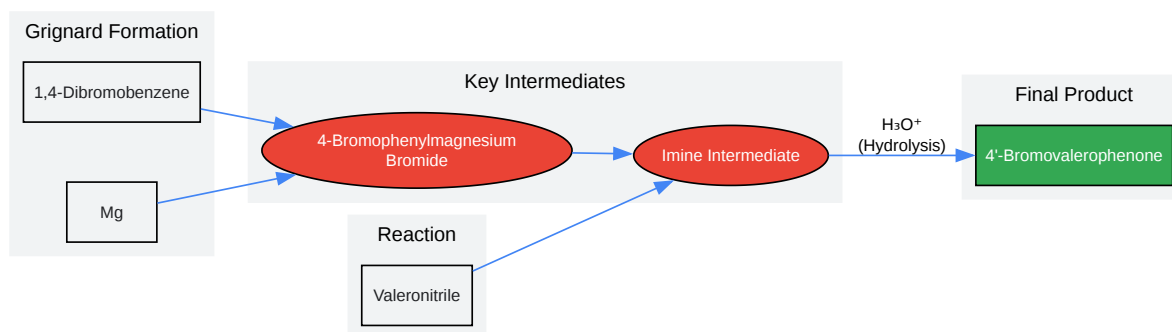 Grignard Formation
1,4-Dibromobenzene
Mg
Key Intermediates
4-Bromophenylmagnesium
Bromide
Imine Intermediate
Reaction
Valeronitrile
H₃O⁺
(Hydrolysis)
Final Product
4'-Bromovalerophenone